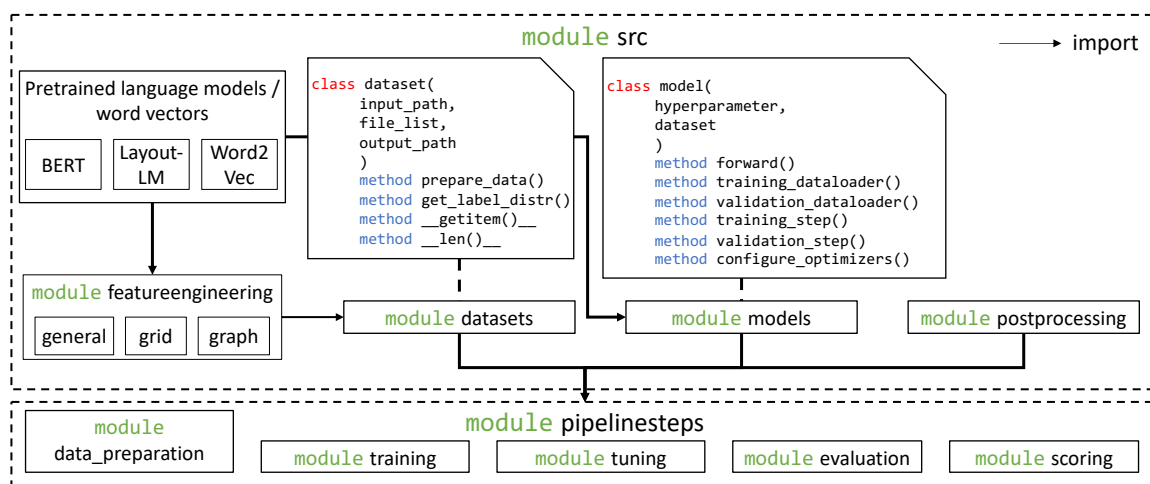 module src
import
Pretrained language models /
word vectors
BERT
Layout-
LM
Word2
Vec
class dataset(
input_path,
file_list,
output_path
)
method prepare_data()
method get_label_distr()
method __getitem()__
method __len()__
class model(
hyperparameter,
dataset
)
method forward()
method training_dataloader()
method validation_dataloader()
method training_step()
method validation_step()
method configure_optimizers()
module featureengineering
general
grid
graph
module datasets
module models
module postprocessing
module pipelinesteps
module
data_preparation
module training
module tuning
module evaluation
module scoring